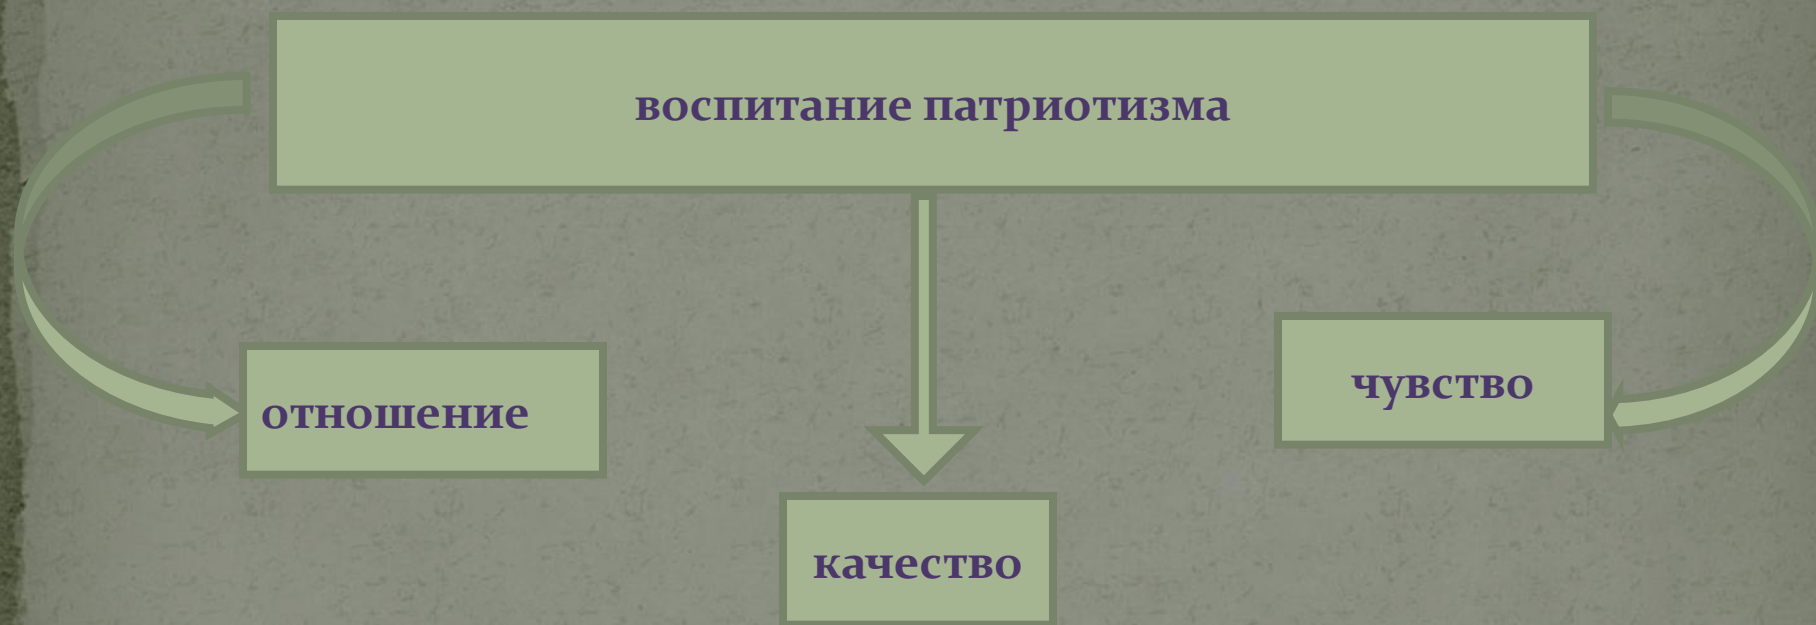 воспитание патриотизма
отношение
качество
чувство